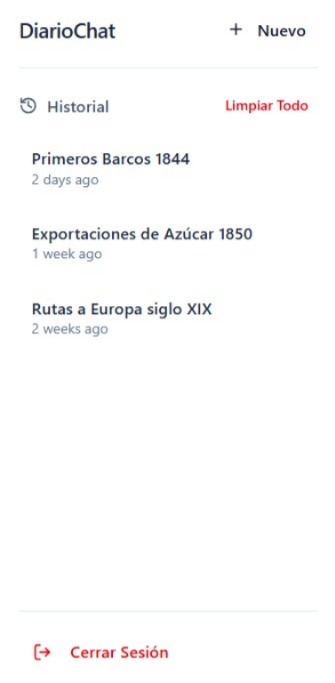 DiarioChat
+ Nuevo
Historial
Limpiar Todo
Primeros Barcos 1844
2 days ago
Exportaciones de Azúcar 1850
1 week ago
Rutas a Europa siglo XIX
2 weeks ago
Cerrar Sesión